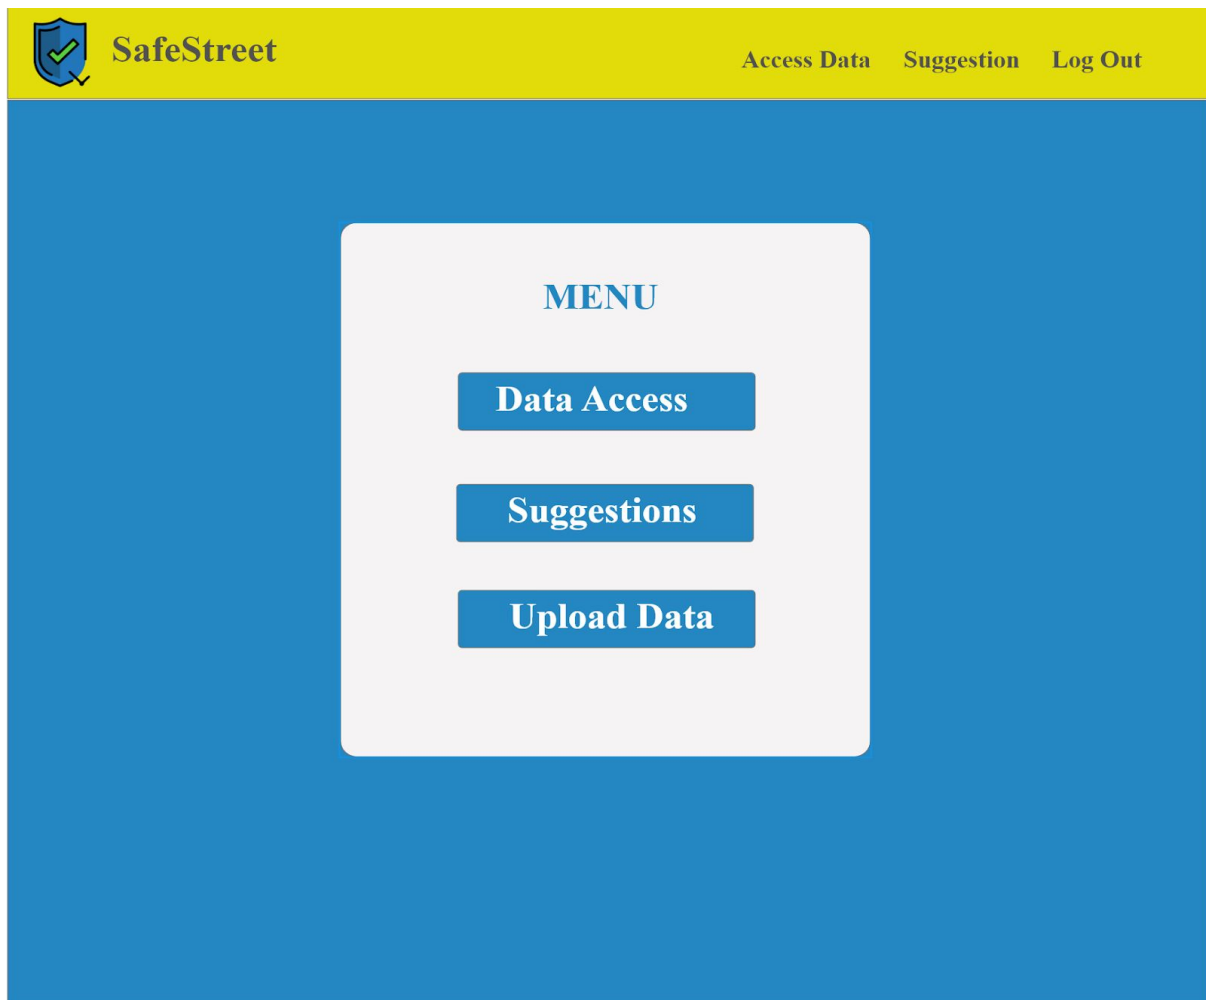 SafeStreet
Access Data Suggestion Log Out
MENU
Data Access
Suggestions
Upload Data